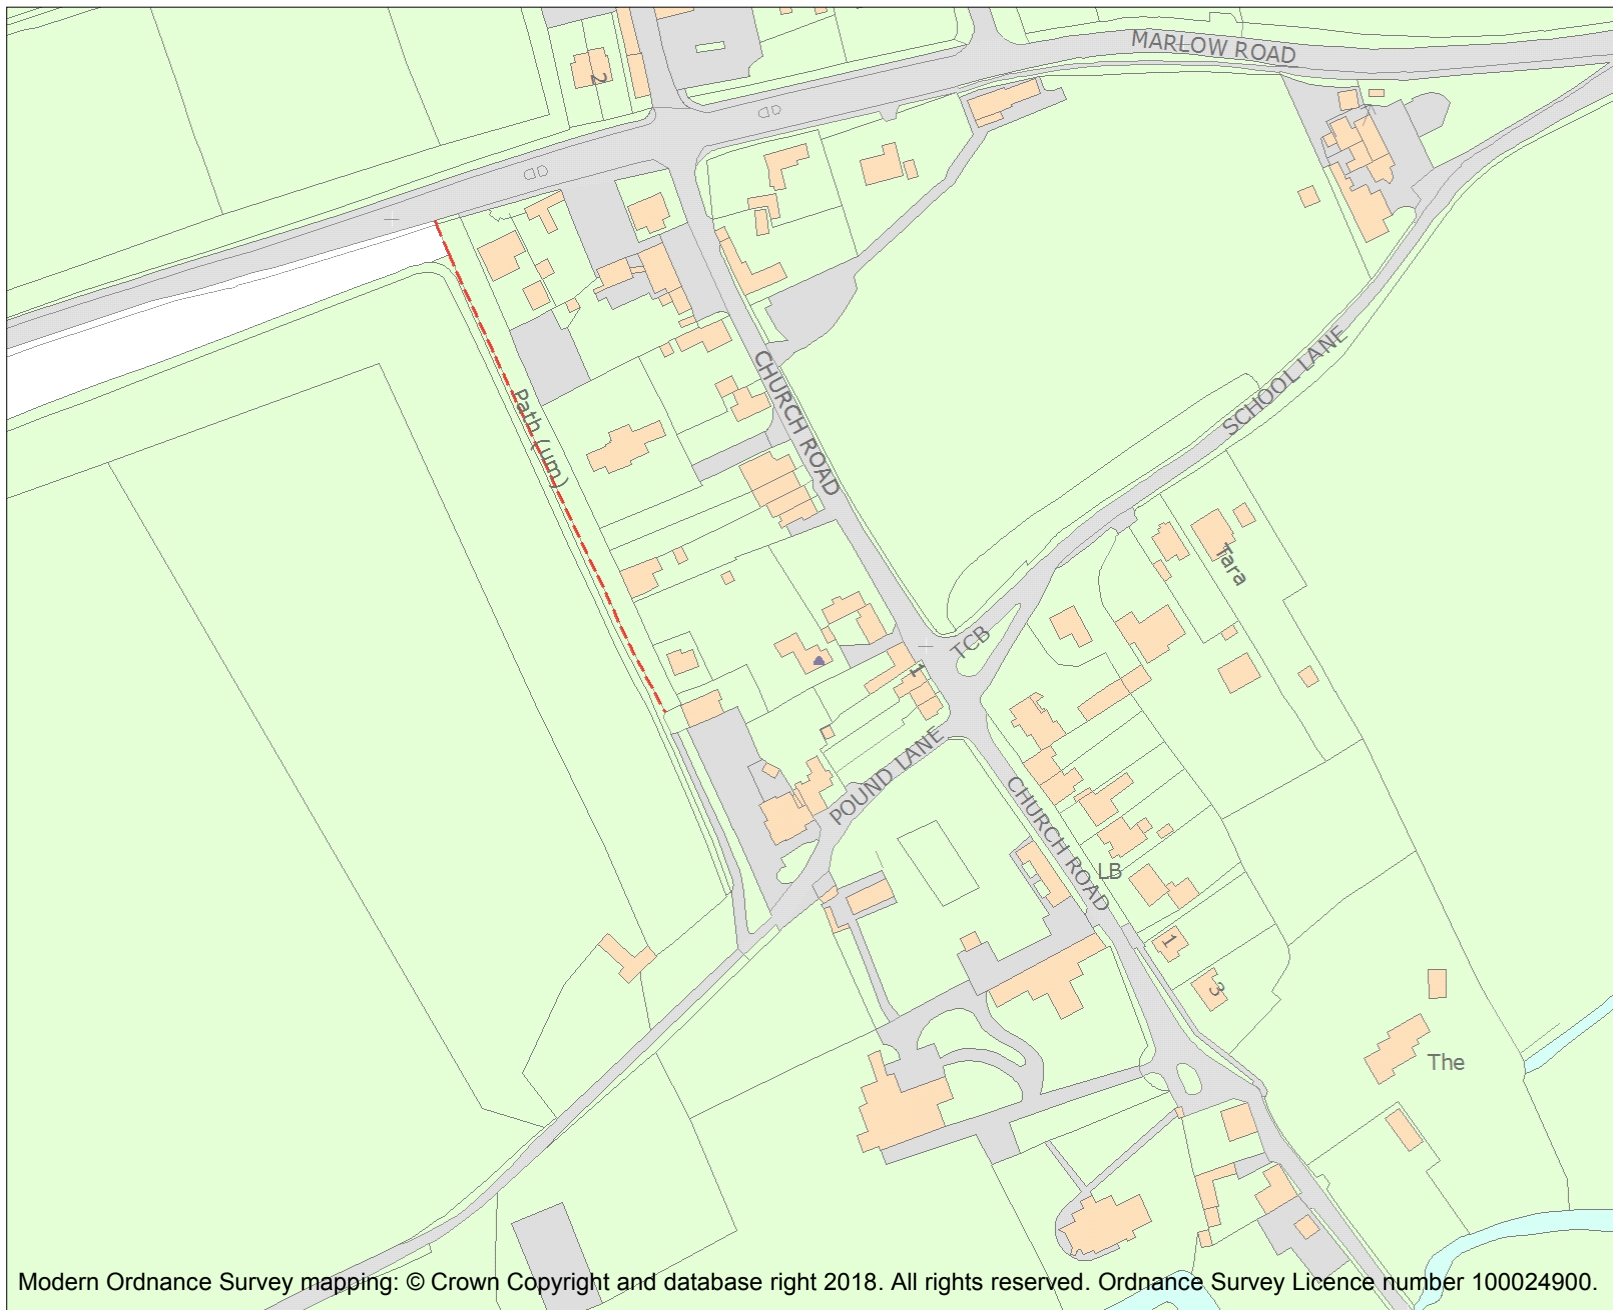 MARLOW ROAD
2
CHURCH ROAD
SCHOOL LANE
Path (um)
Tara
TCB
1
POUND LANE
CHURCH ROAD
LB
1
3
The
Modern Ordnance Survey mapping: © Crown Copyright and database right 2018. All rights reserved. Ordnance Survey Licence number 100024900.